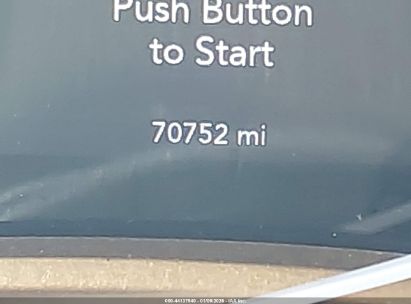 Push Button
to Start
70752 mi